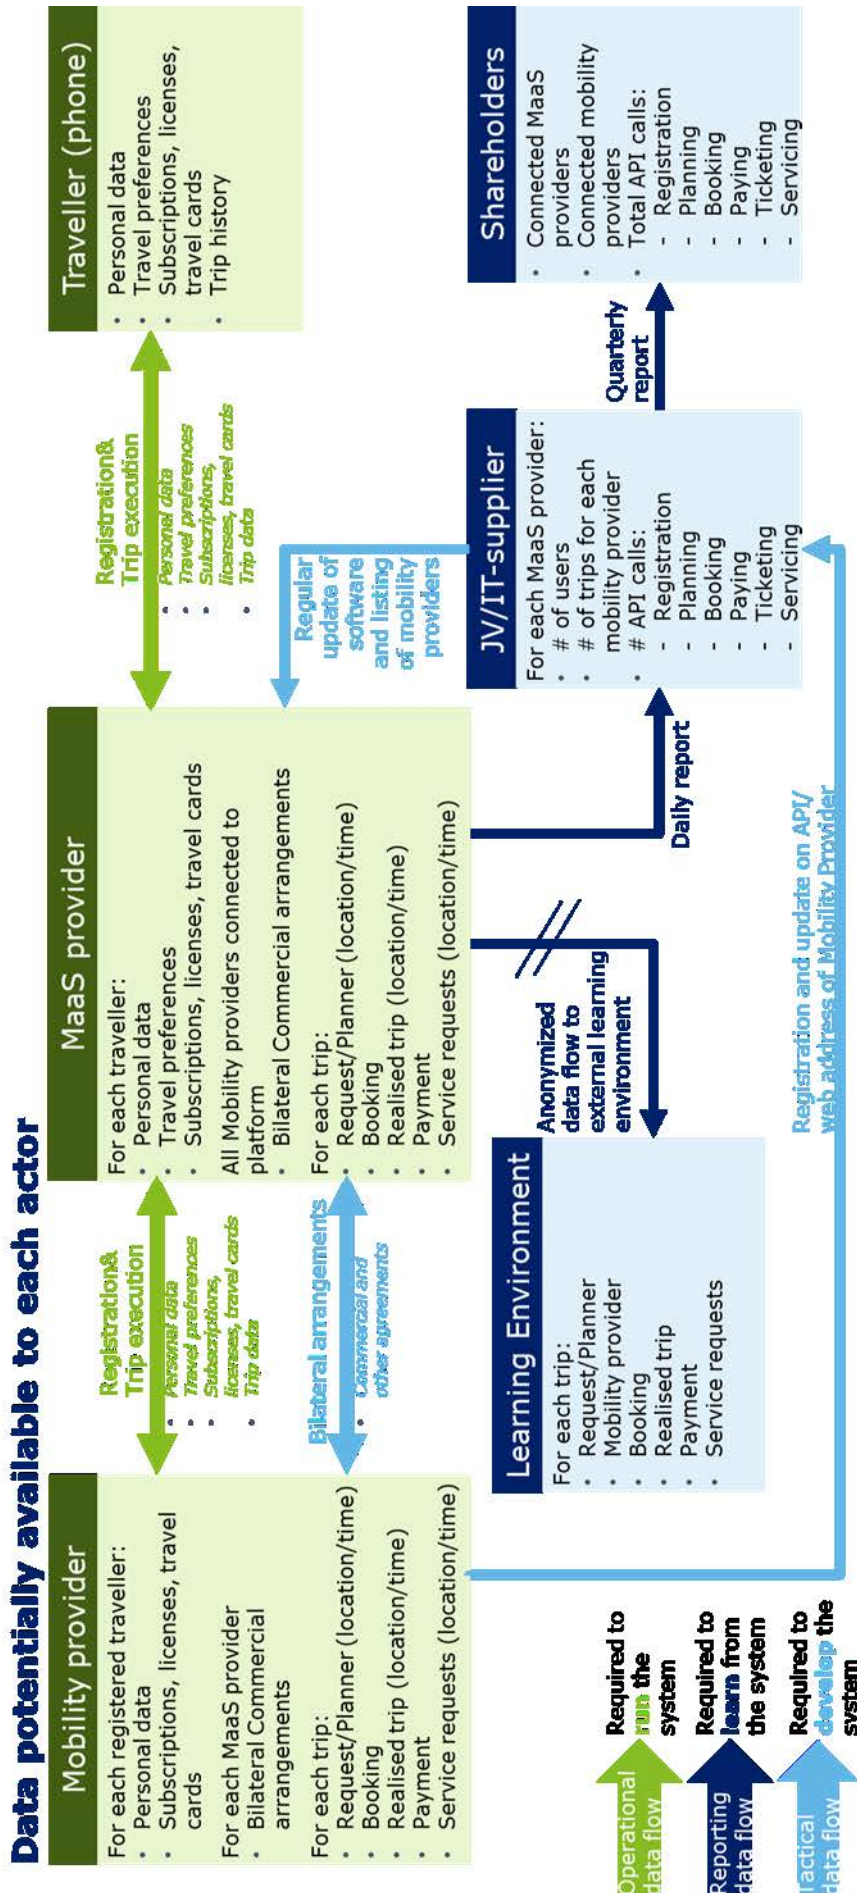 Data potentially available to each actor
Mobility provider
For each registered traveller:
• Personal data
• Subscriptions, licenses, travel
cards
For each MaaS provider
• Bilateral Commercial
arrangements
For each trip:
• Request/Planner (location/time)
• Booking
• Realised trip (location/time)
• Payment
• Service requests (location/time)
Registration&
Trip execution
• Personal data
• Travel preferences
• Subscriptions,
licenses, travel cards
• Trip data
Bilateral arrangements
• Commercial and
other agreements
MaaS provider
For each traveller:
• Personal data
• Travel preferences
• Subscriptions, licenses, travel cards
All Mobility providers connected to
platform
• Bilateral Commercial arrangements
For each trip:
• Request/Planner (location/time)
• Booking
• Realised trip (location/time)
• Payment
• Service requests (location/time)
Registration&
Trip execution
• Personal data
• Travel preferences
• Subscriptions,
licenses, travel cards
• Trip data
Traveller (phone)
• Personal data
• Travel preferences
• Subscriptions, licenses,
travel cards
• Trip history
Regular
update of
software
and listing
of mobility
providers
Learning Environment
For each trip:
• Request/Planner
• Mobility provider
• Booking
• Realised trip
• Payment
• Service requests
Anonymized
data flow to
external learning
environment
Daily report
JV/IT-supplier
For each MaaS provider:
• # of users
• # of trips for each
mobility provider
• # API calls:
- Registration
- Planning
- Booking
- Paying
- Ticketing
- Servicing
Quarterly
report
Shareholders
• Connected MaaS
providers
• Connected mobility
providers
• Total API calls:
- Registration
- Planning
- Booking
- Paying
- Ticketing
- Servicing
Registration and update on API/
Web address of Mobility Provider
Operational
data flow
Required to
run the
system
Reporting
data flow
Required to
learn from
the system
Tactical
data flow
Required to
develop the
system